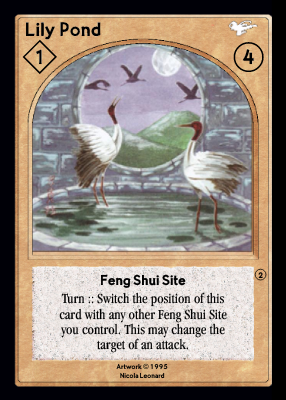 Lily Pond
1
4
2
Feng Shui Site
Turn :: Switch the position of this
card with any other Feng Shui Site
you control. This may change the
target of an attack.
Artwork © 1995
Nicola Leonard